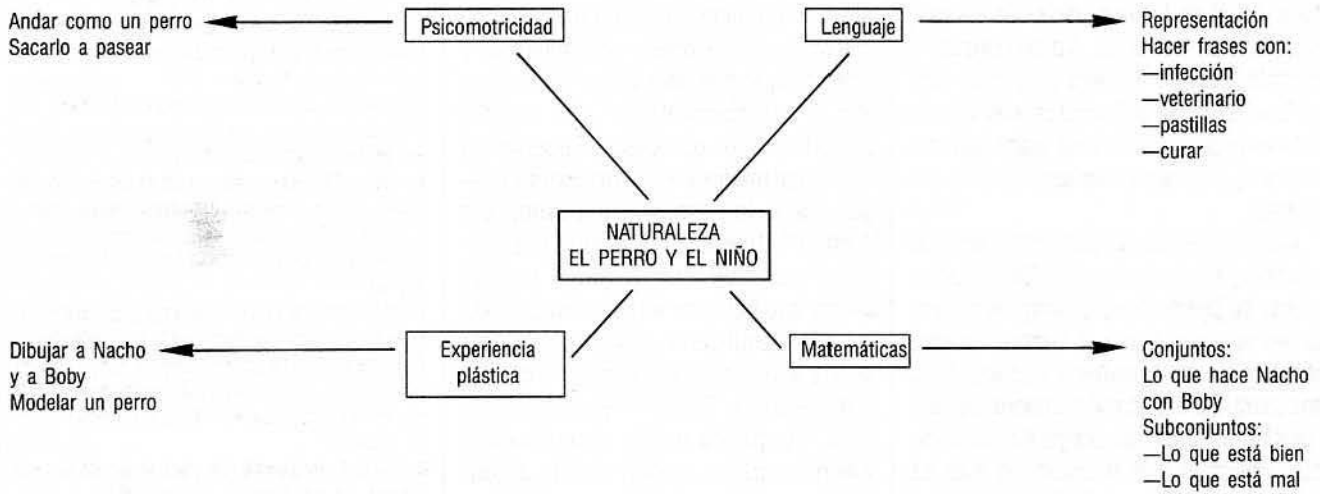 Andar como un perro
Sacarlo a pasear
Psicomotricidad
Lenguaje
Representación
Hacer frases con:
—infección
—veterinario
—pastillas
—curar
NATURALEZA
EL PERRO Y EL NIÑO
Dibujar a Nacho
y a Boby
Modelar un perro
Experiencia
plástica
Matemáticas
Conjuntos:
Lo que hace Nacho
con Boby
Subconjuntos:
—Lo que está bien
—Lo que está mal